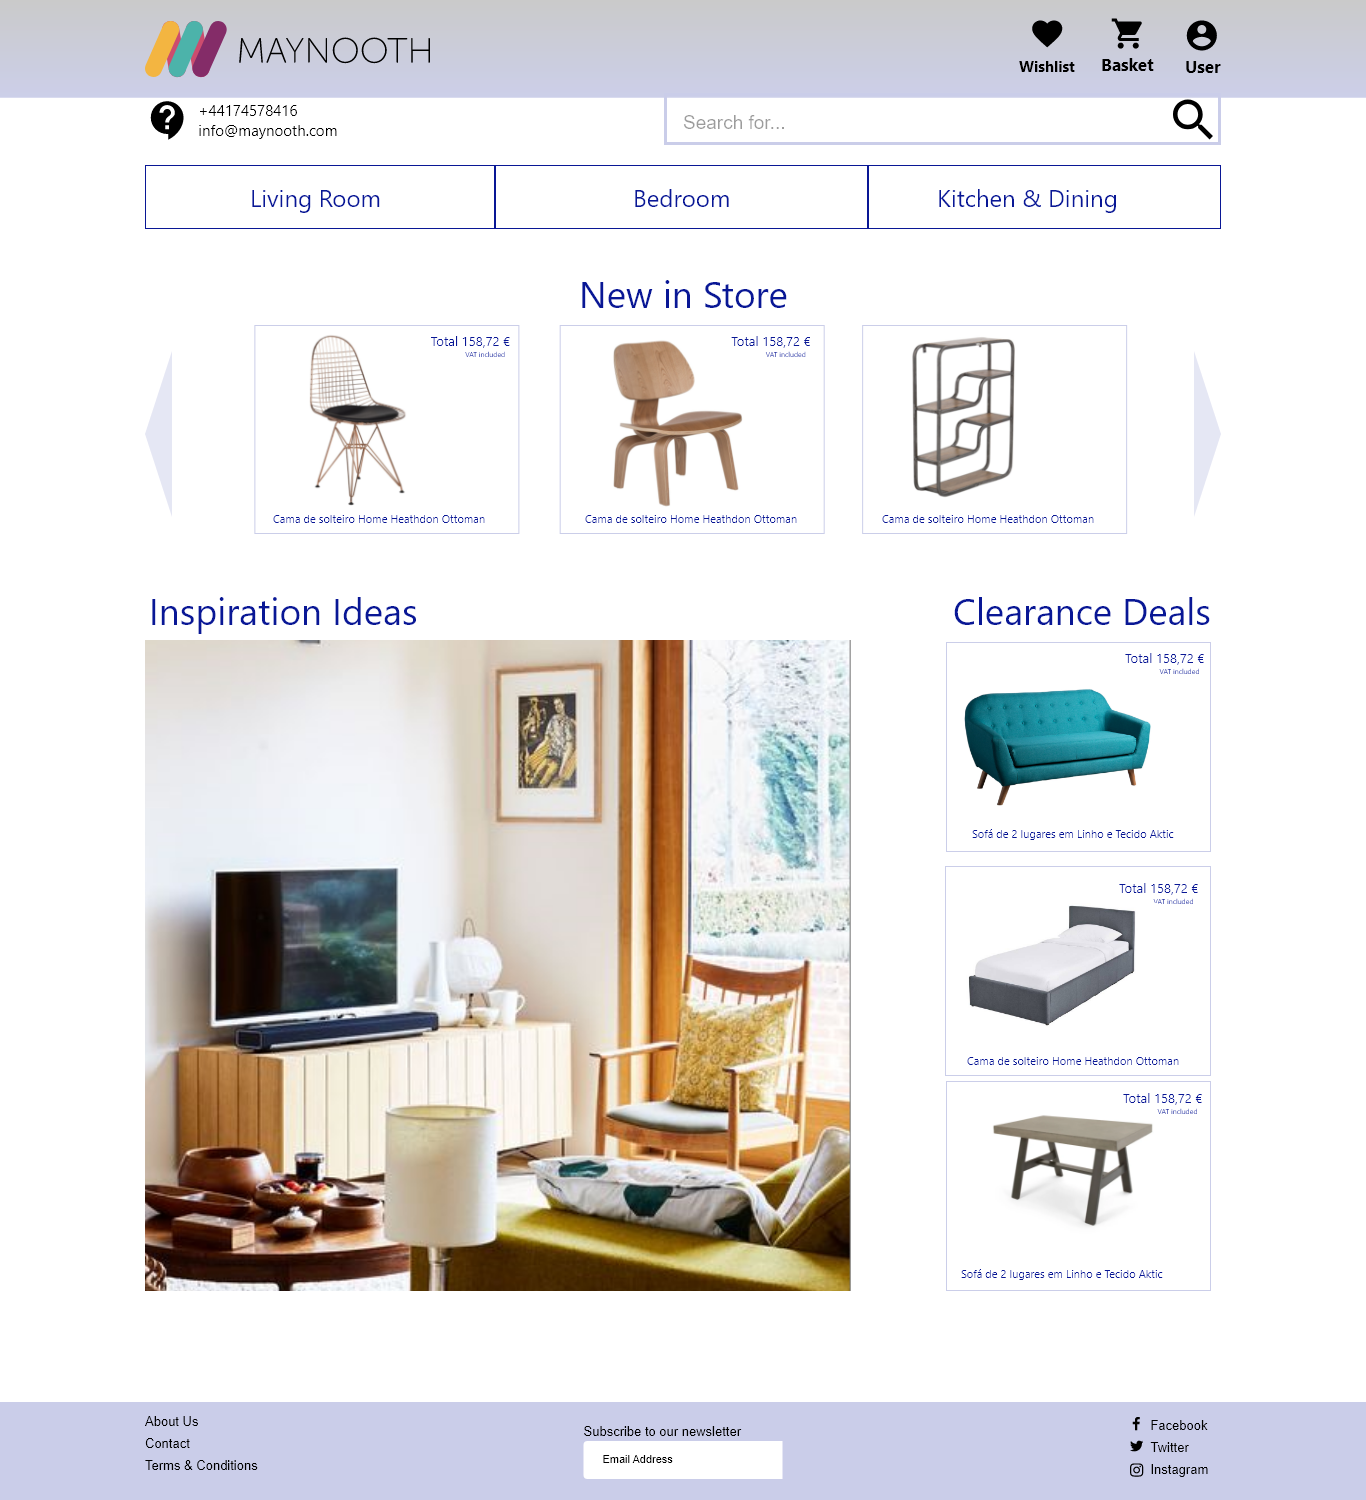 MAYNOOTH
Wishlist
Basket
User
+44174578416
info@maynooth.com
Search for...
Living Room
Bedroom
Kitchen & Dining
New in Store
Total 158,72 €
VAT included
Cama de solteiro Home Heathdon Ottoman
Total 158,72 €
VAT included
Cama de solteiro Home Heathdon Ottoman
Cama de solteiro Home Heathdon Ottoman
Inspiration Ideas
Clearance Deals
Total 158,72 €
VAT included
Sofá de 2 lugares em Linho e Tecido Aktic
Total 158,72 €
VAT included
Cama de solteiro Home Heathdon Ottoman
Total 158,72 €
VAT included
Sofá de 2 lugares em Linho e Tecido Aktic
About Us
Contact
Terms & Conditions
Subscribe to our newsletter
Email Address
Facebook
Twitter
Instagram